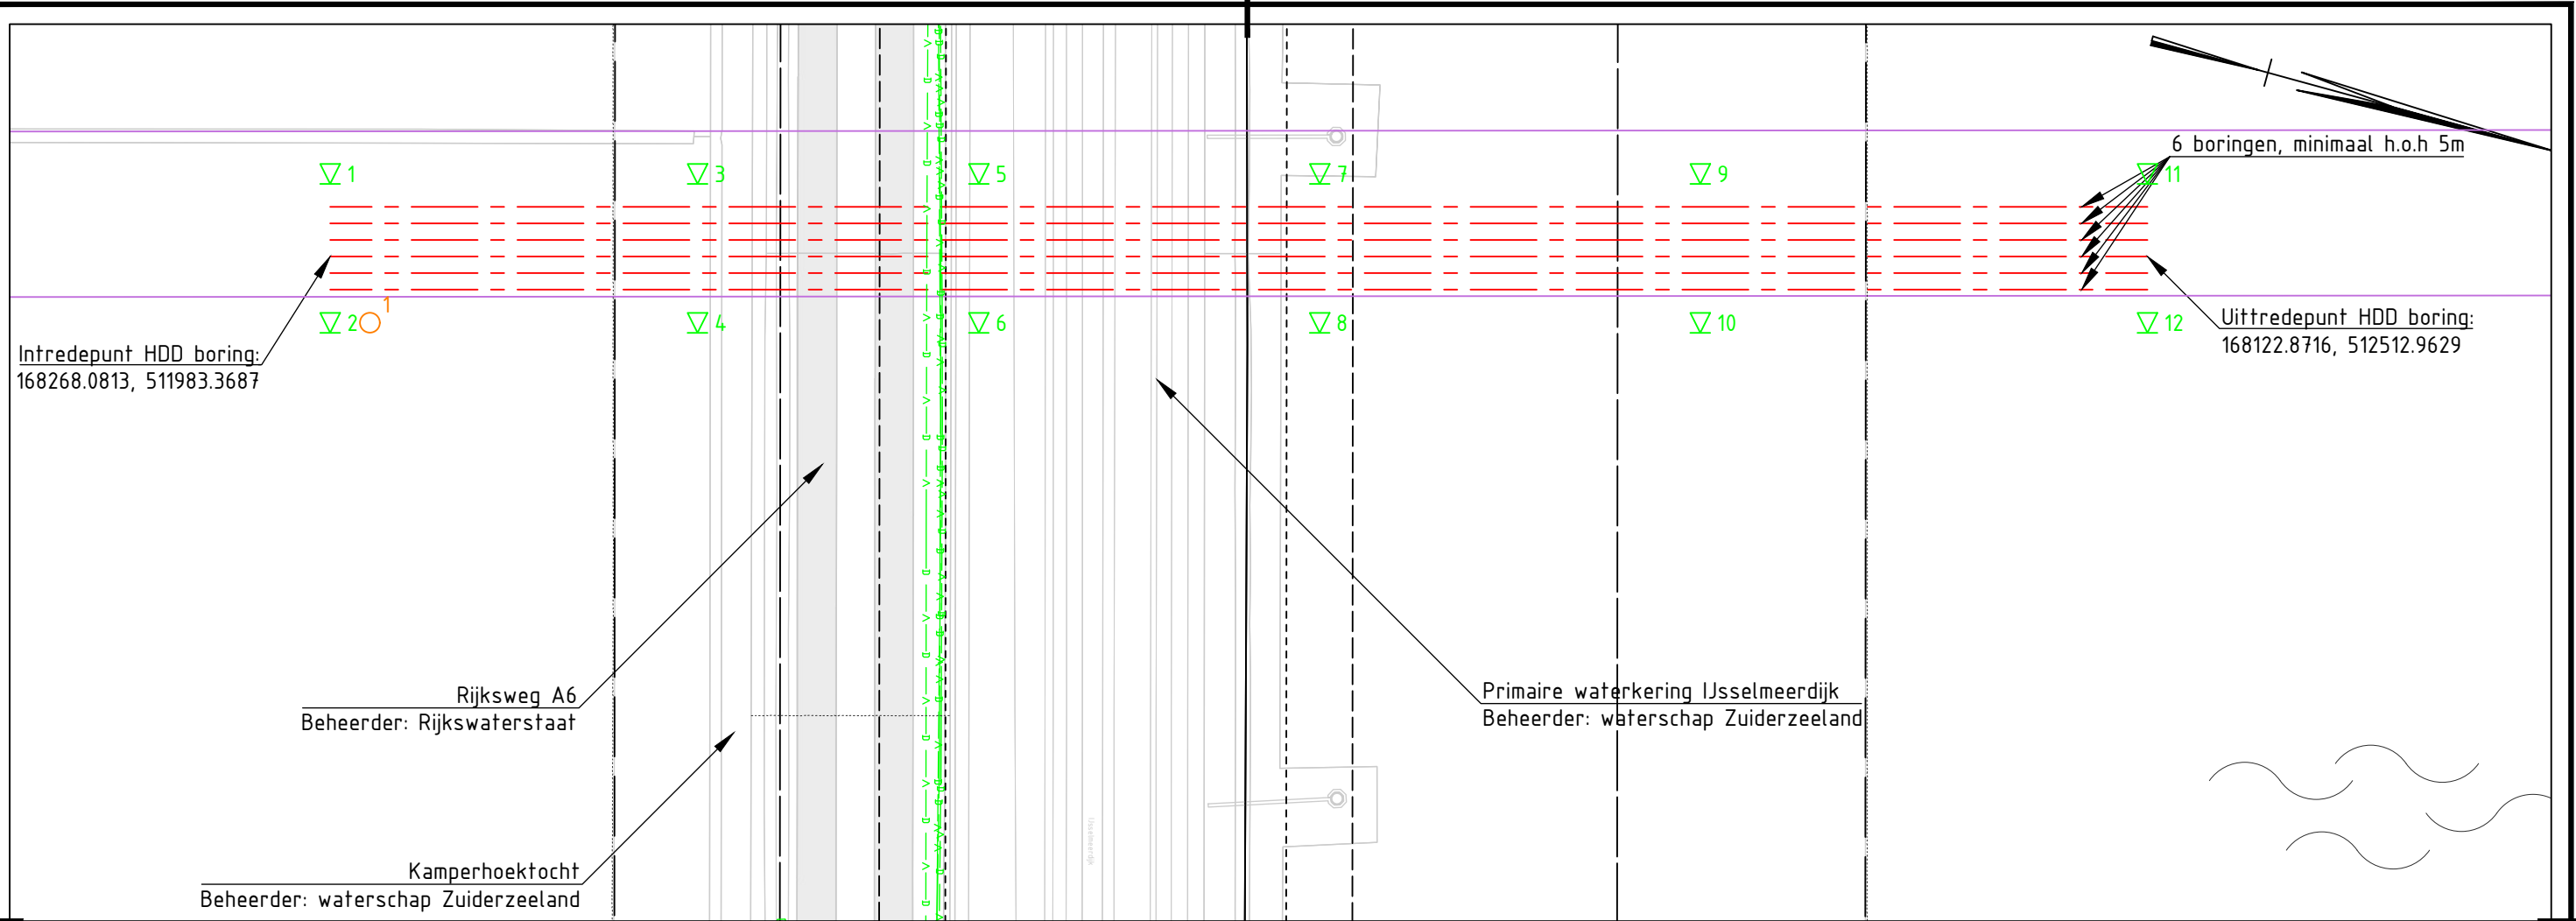 6 boringen, minimaal h.o.h 5m
1
3
5
7
9
11
1
2
4
6
8
10
12
Intredepunt HDD boring:
168268.0813, 511983.3687
Uittredepunt HDD boring:
168122.8716, 512512.9629
Rijksweg A6
Beheerder: Rijkswaterstaat
Primaire waterkering IJsselmeerdijk
Beheerder: waterschap Zuiderzeeland
IJsselmeerdijk
Kamperhoektocht
Beheerder: waterschap Zuiderzeeland